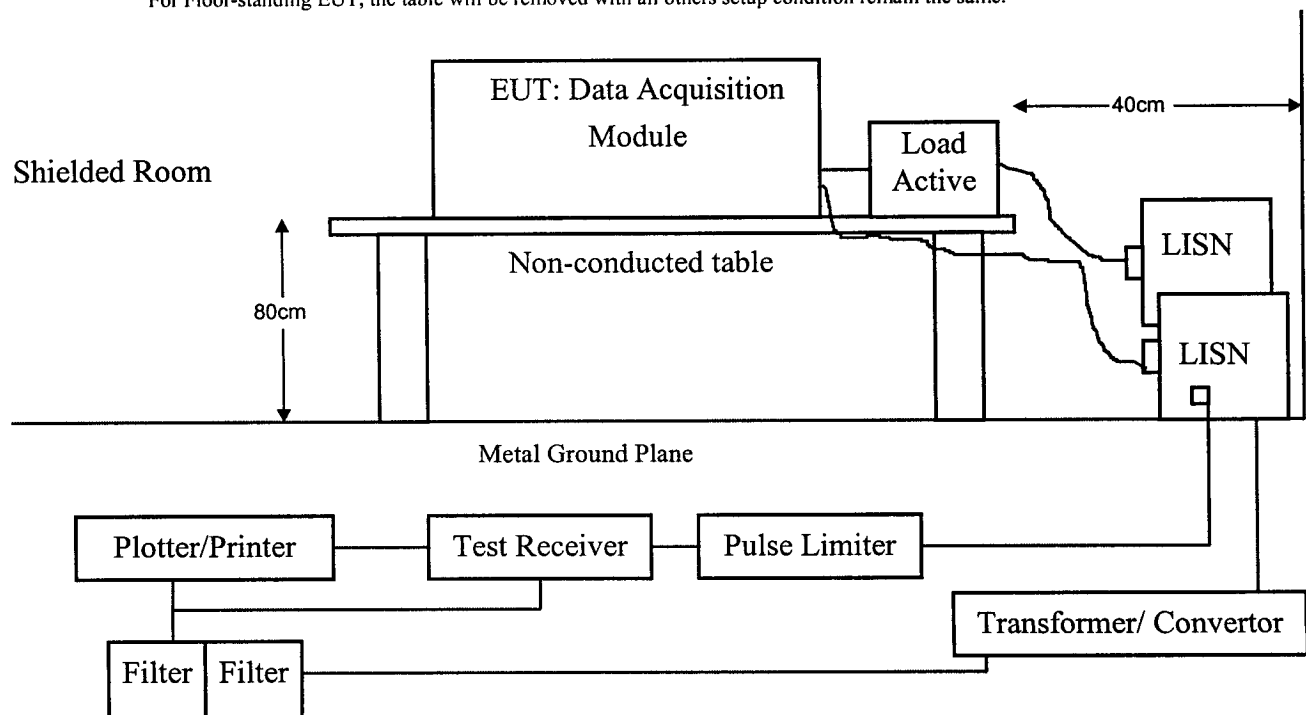 For Floor-standing EUT, the table will be removed with all others setup condition remain the same.
EUT: Data Acquisition
Module
40cm
Load
Active
Shielded Room
LISN
Non-conducted table
80cm
LISN
Metal Ground Plane
Plotter/Printer
Test Receiver
Pulse Limiter
Transformer/ Convertor
Filter
Filter